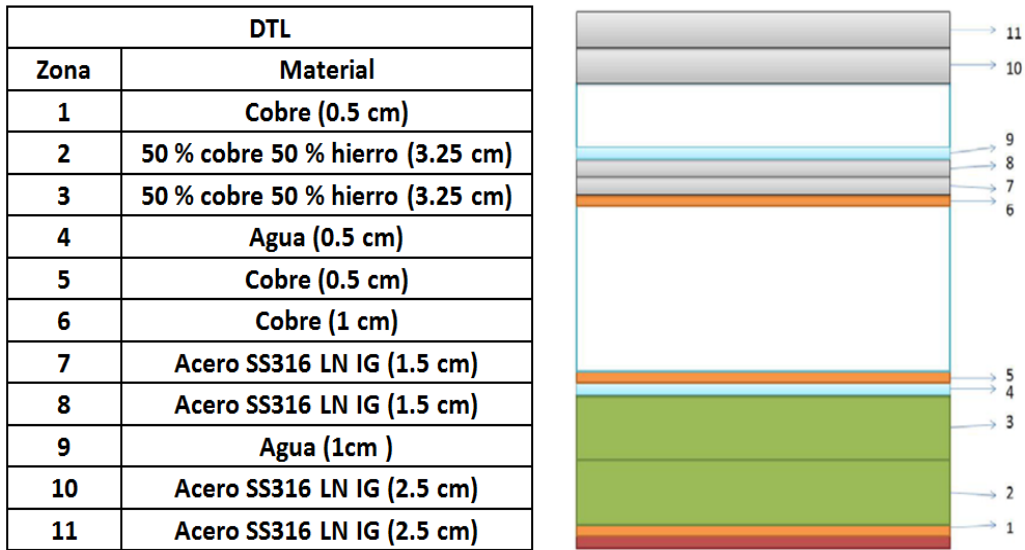 DTL
Zona Material
1 Cobre (0.5 cm)
2 50 % cobre 50 % hierro (3.25 cm)
3 50 % cobre 50 % hierro (3.25 cm)
4 Agua (0.5 cm)
5 Cobre (0.5 cm)
6 Cobre (1 cm)
7 Acero SS316 LN IG (1.5 cm)
8 Acero SS316 LN IG (1.5 cm)
9 Agua (1cm )
10 Acero SS316 LN IG (2.5 cm)
11 Acero SS316 LN IG (2.5 cm)
11
10
9
8
7
6
5
4
3
2
1